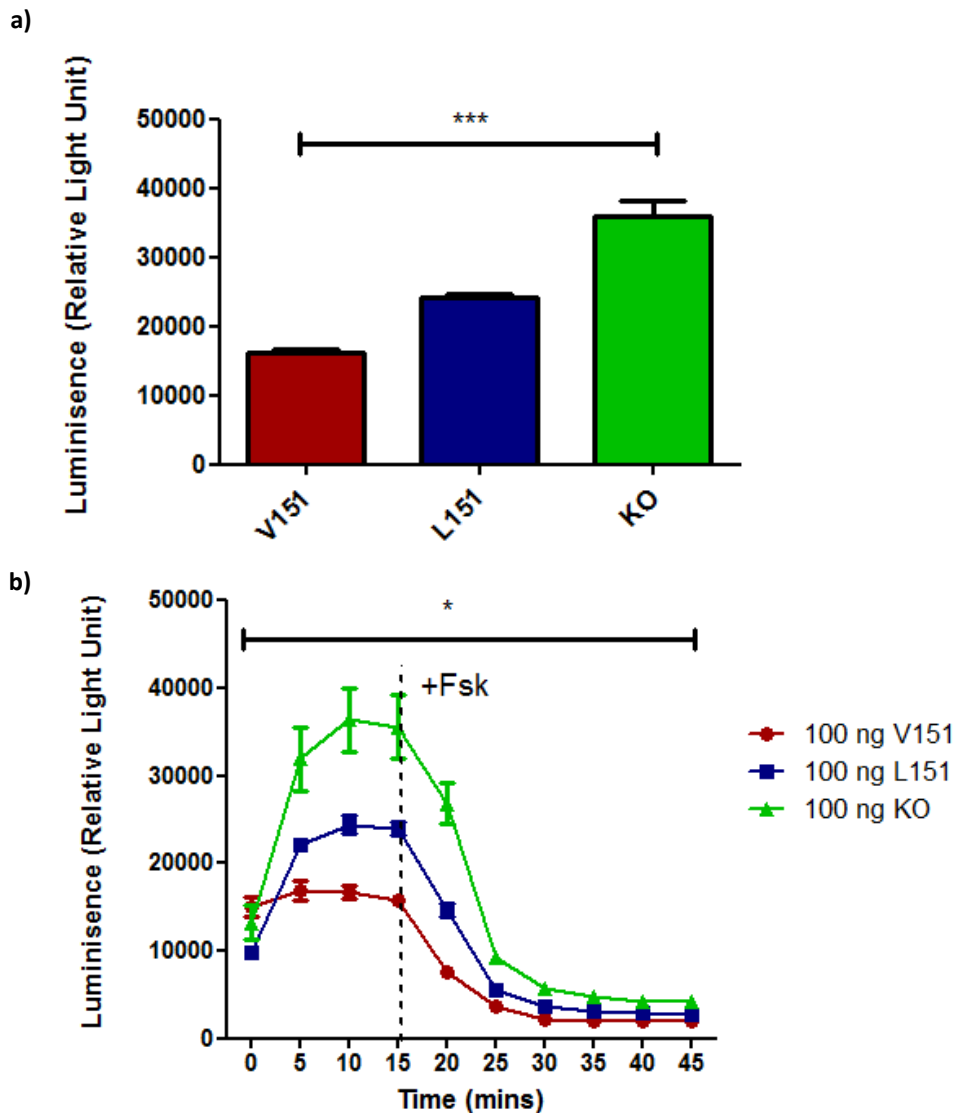 a)
***
Luminisence (Relative Light Unit)
50000
40000
30000
20000
10000
0
V151
L151
KO
b)
*
Luminisence (Relative Light Unit)
50000
40000
30000
20000
10000
0
+Fsk
0 5 10 15 20 25 30 35 40 45
Time (mins)
100 ng V151
100 ng L151
100 ng KO